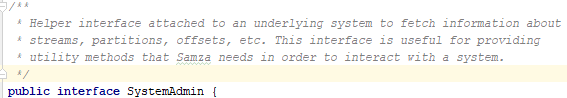 /**
 * Helper interface attached to an underlying system to fetch information about
 * streams, partitions, offsets, etc. This interface is useful for providing
 * utility methods that Samza needs in order to interact with a system.
 */
public interface SystemAdmin {